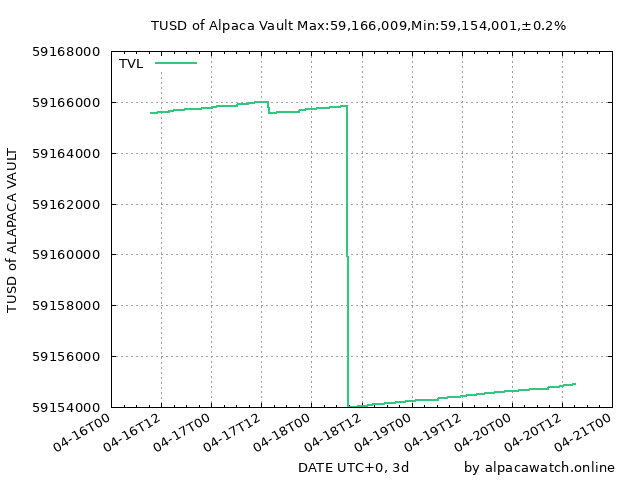 TUSD of Alpaca Vault Max:59,166,009,Min:59,154,001,±0.2%
TVL
59168000
59166000
59164000
59162000
59160000
59158000
59156000
59154000
TUSD of ALAPACA VAULT
04-16T00
04-16T12
04-17T00
04-17T12
04-18T00
04-18T12
04-19T00
04-19T12
04-20T00
04-20T12
04-21T00
DATE UTC+0, 3d
by alpacawatch.online